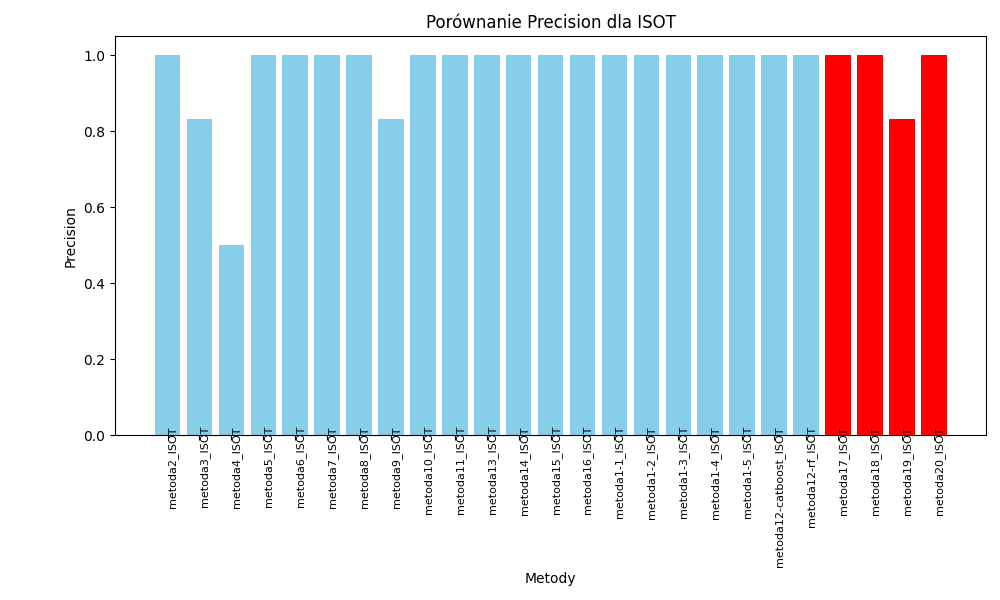 Porównanie Precision dla ISOT
Precision
1.0
0.8
0.6
0.4
0.2
0.0
metoda2_ISOT
metoda3_ISOT
metoda4_ISOT
metoda5_ISOT
metoda6_ISOT
metoda7_ISOT
metoda8_ISOT
metoda9_ISOT
metoda10_ISOT
metoda11_ISOT
metoda13_ISOT
metoda14_ISOT
metoda15_ISOT
metoda16_ISOT
metoda1-1_ISOT
metoda1-2_ISOT
metoda1-3_ISOT
metoda1-4_ISOT
metoda1-5_ISOT
metoda12-catboost_ISOT
metoda12-rf_ISOT
metoda17_ISOT
metoda18_ISOT
metoda19_ISOT
metoda20_ISOT
Metody